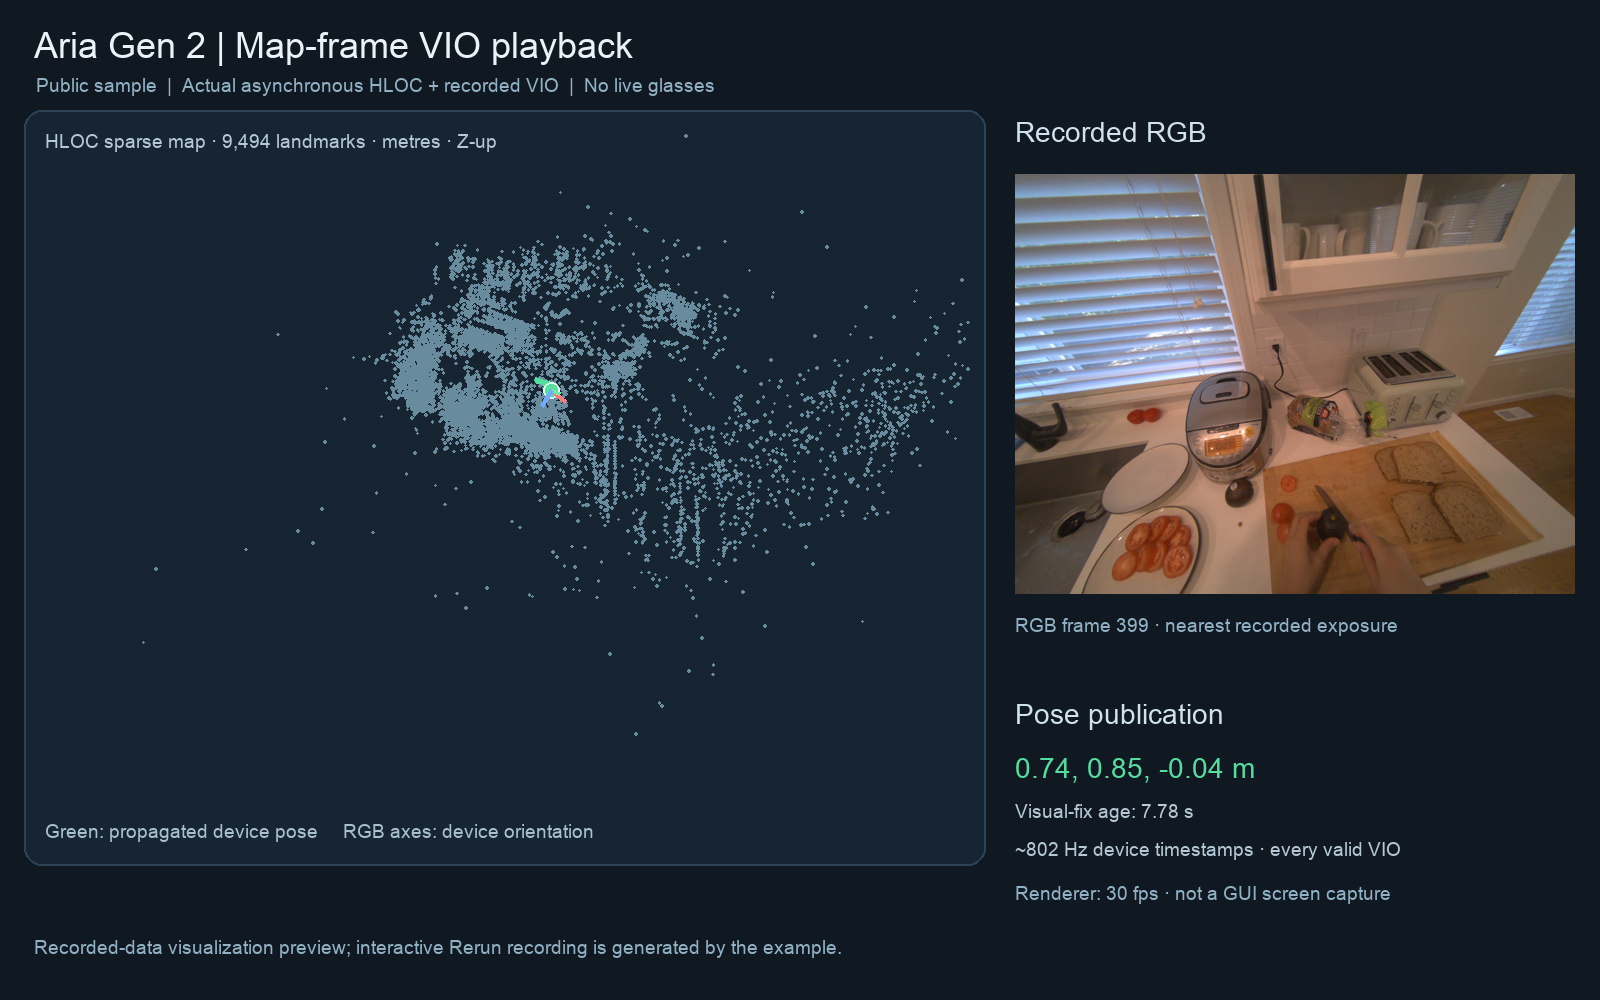 Aria Gen 2 | Map-frame VIO playback
Public sample | Actual asynchronous HLOC + recorded VIO | No live glasses
HLOC sparse map · 9,494 landmarks · metres · Z-up
Green: propagated device pose RGB axes: device orientation
Recorded RGB
RGB frame 399 · nearest recorded exposure
Pose publication
0.74, 0.85, -0.04 m
Visual-fix age: 7.78 s
~802 Hz device timestamps · every valid VIO
Renderer: 30 fps · not a GUI screen capture
Recorded-data visualization preview; interactive Rerun recording is generated by the example.